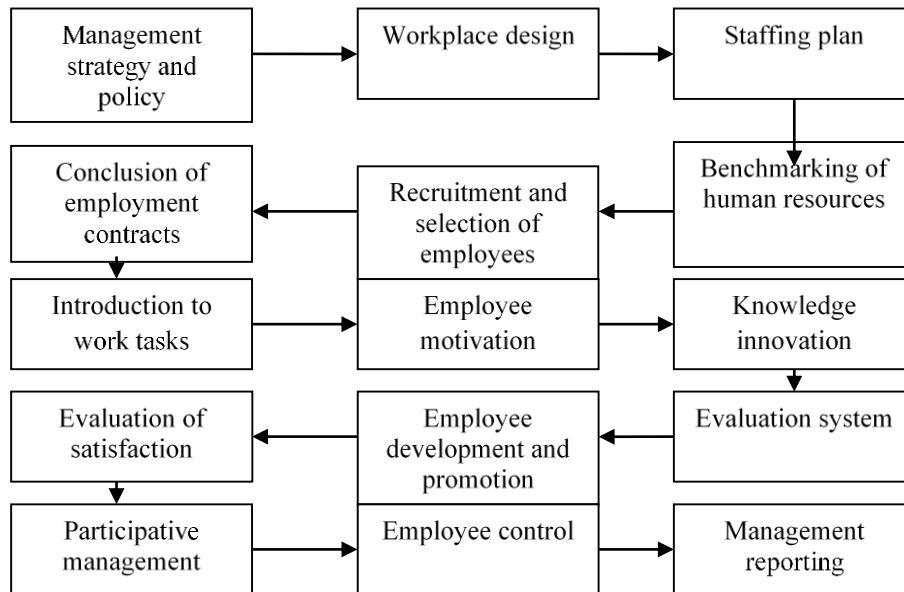 Management
strategy and
policy
Workplace design
Staffing plan
Conclusion of
employment
contracts
Recruitment and
selection of
employees
Benchmarking of
human resources
Introduction to
work tasks
Employee
motivation
Knowledge
innovation
Evaluation of
satisfaction
Employee
development and
promotion
Evaluation system
Participative
management
Employee control
Management
reporting